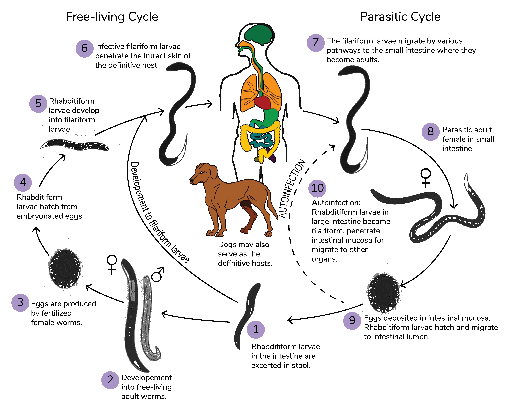 Free-living Cycle
Parasitic Cycle
6
Infective filariform larvae
penetrate the intact skin of
the definitive host
7
The filariform larvae migrate by various
pathways to the small intestine where they
become adults.
5
Rhabditiform
larvae develop
into filariform
larvae
8
Parasitic adult
female in small
intestine
4
Rhabditiform
larvae hatch from
embryonated eggs
Development to filariform larvae
AUTOINFECTION
10
Autoinfection:
Rhabditiform larvae in
large intestine become
filariform, penetrate
intestinal mucosa for
migrate to other
organs.
Dogs may also
serve as the
definitive hosts.
♀
♀
♂
3
Eggs are produced
by fertilized
female worms.
1
Rhabditiform larvae
in the intestine are
excreted in stool.
9
Eggs deposited in intestinal mucosa.
Rhabditiform larvae hatch and migrate
to intestinal lumen.
2
Developement
into free-living
adult worms.